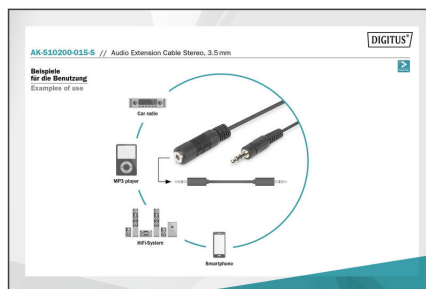 DIGITUS®
AK-510200-015-S // Audio Extension Cable Stereo, 3.5 mm
Beispiele
für die Benutzung
Examples of use
Car radio
MP3 player
HiFi-System
Smartphone